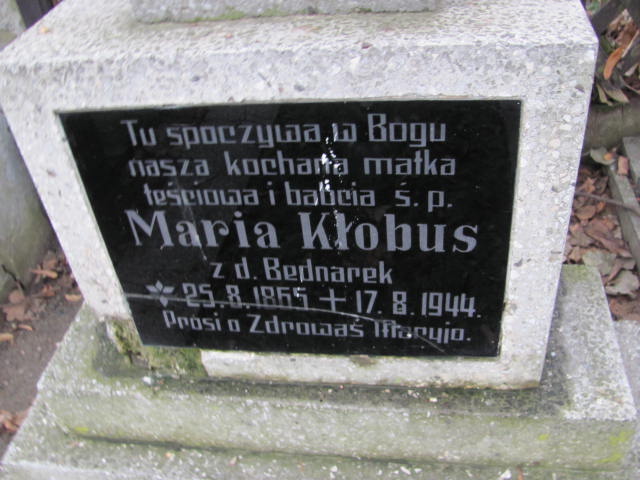 Tu spoczywa w Bogu
nasza kochana matka
teściowa i babcia ś. p.
Maria Kłobus
z d. Bednarek
25.8.1865 + 17.8.1944.
Prosi o Zdrowaś Maryjo.